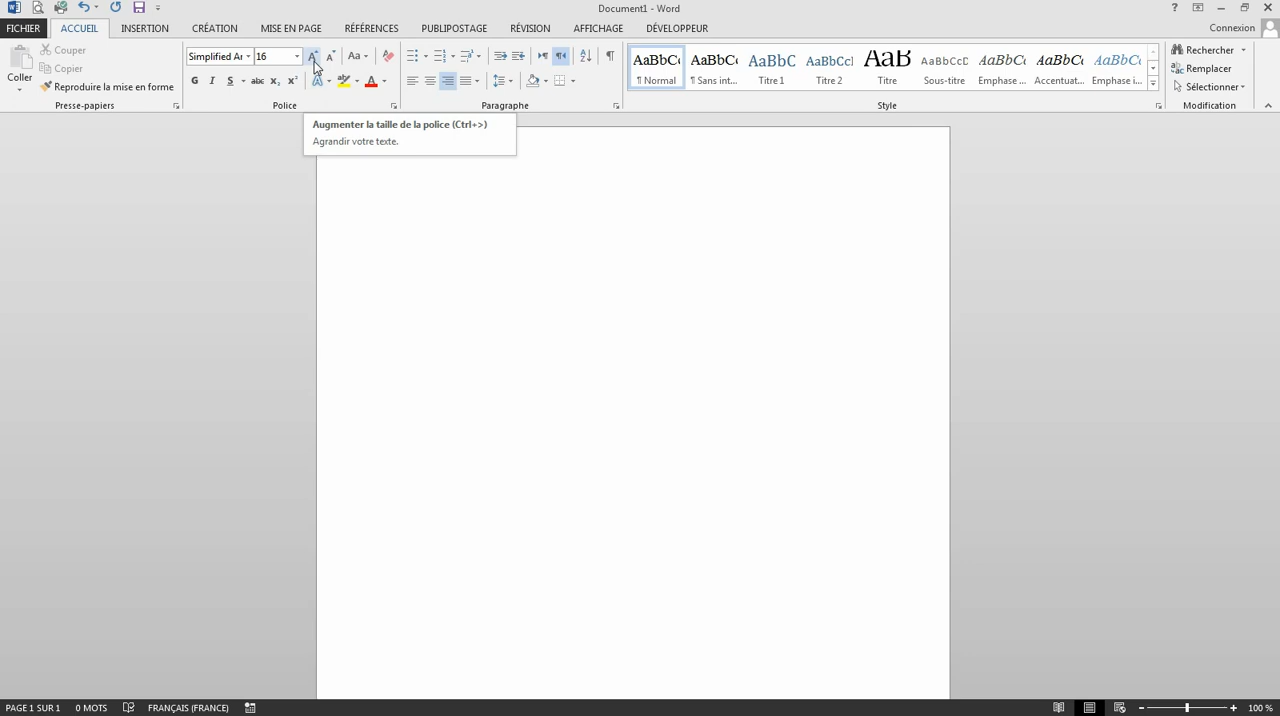 Document1 - Word
FICHIER ACCUEIL INSERTION CRÉATION MISE EN PAGE RÉFÉRENCES PUBLIPOSTAGE RÉVISION AFFICHAGE DÉVELOPPEUR Connexion
Coller
Couper
Copier
Reproduire la mise en forme
Presse-papiers
Simplified Ar 16 Aa
G I S abc x₂ x² A ab A
Police
Paragraphe
AaBbCc AaBbCc AaBbC AaBbCc AaB AaBbCcD AaBbCc AaBbCc AaBbCc
¶ Normal ¶ Sans int... Titre 1 Titre 2 Titre Sous-titre Emphase ... Accentuat... Emphase i...
Style
Rechercher
Remplacer
Sélectionner
Modification
Augmenter la taille de la police (Ctrl+>)
Agrandir votre texte.
PAGE 1 SUR 1 0 MOTS FRANÇAIS (FRANCE) 100 %